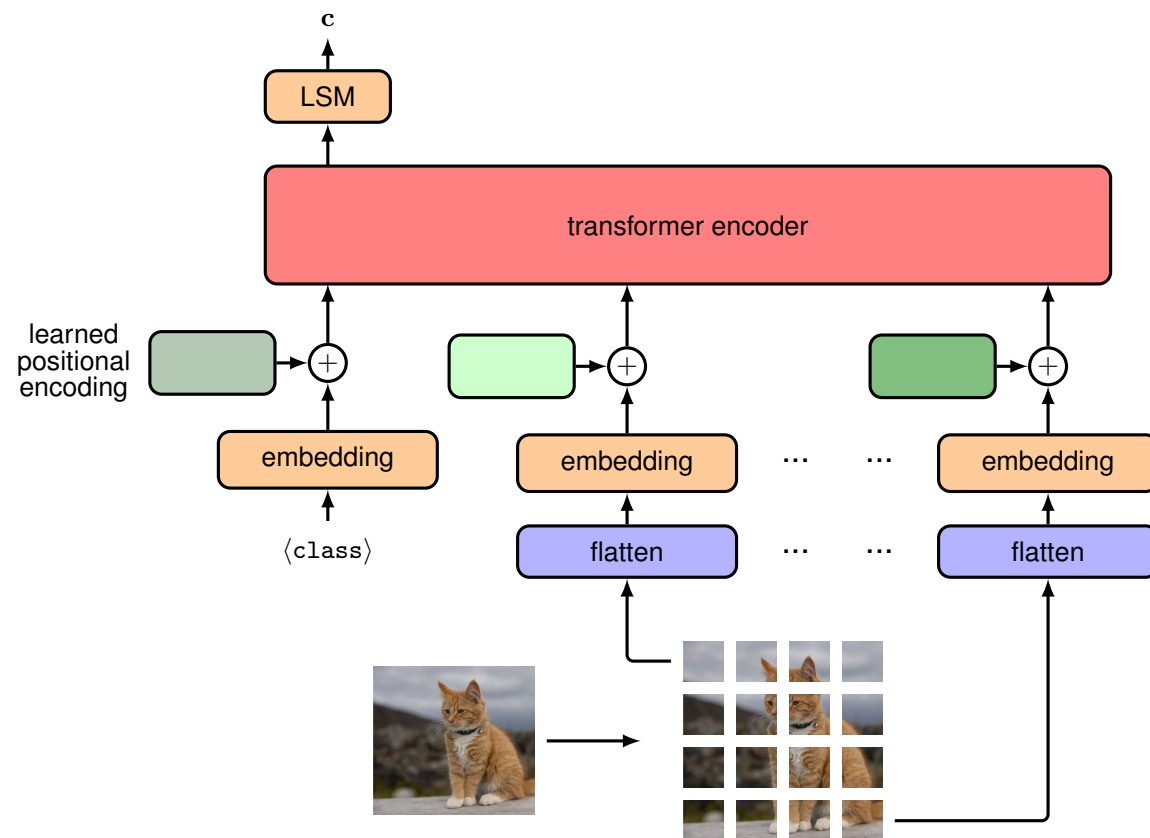 c
LSM
transformer encoder
learned
positional
encoding
+
+
+
embedding
embedding
... ...
embedding
⟨class⟩
flatten
... ...
flatten